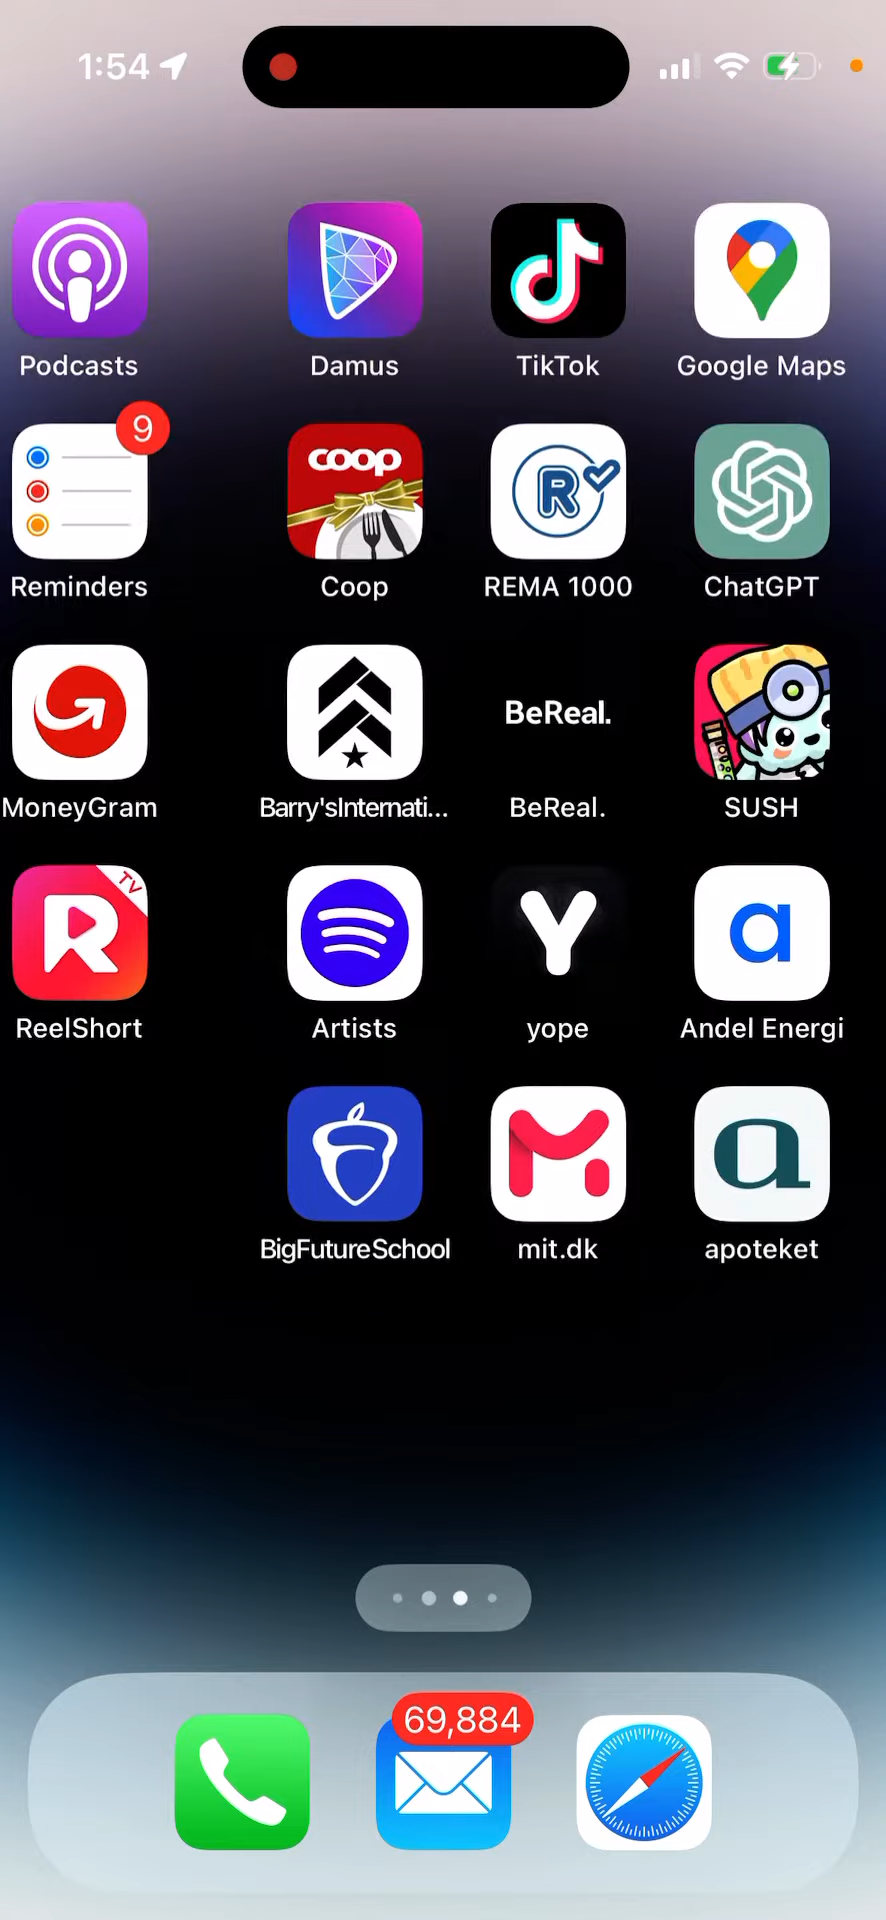 1:54
Podcasts
Damus
TikTok
Google Maps
9
coop
R
Reminders
Coop
REMA 1000
ChatGPT
BeReal.
MoneyGram
Barry'sInternati...
BeReal.
SUSH
R TV
Y
a
ReelShort
Artists
yope
Andel Energi
a
BigFutureSchool
mit.dk
apoteket
69,884